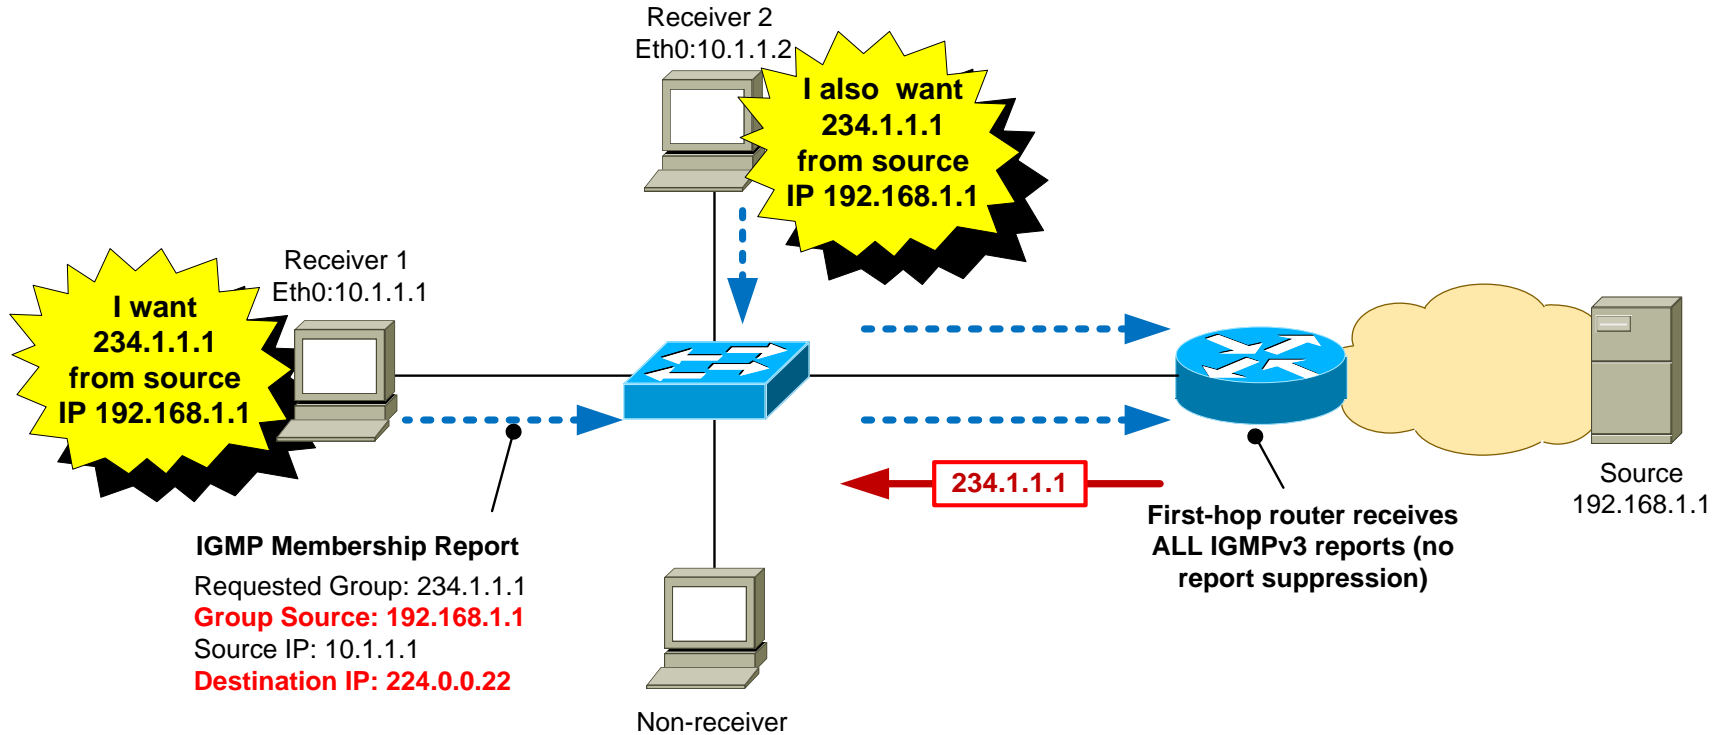 Receiver 2
Eth0:10.1.1.2
I also want
234.1.1.1
from source
IP 192.168.1.1
Receiver 1
Eth0:10.1.1.1
I want
234.1.1.1
from source
IP 192.168.1.1
234.1.1.1
Source
192.168.1.1
First-hop router receives
ALL IGMPv3 reports (no
report suppression)
IGMP Membership Report
Requested Group: 234.1.1.1
Group Source: 192.168.1.1
Source IP: 10.1.1.1
Destination IP: 224.0.0.22
Non-receiver